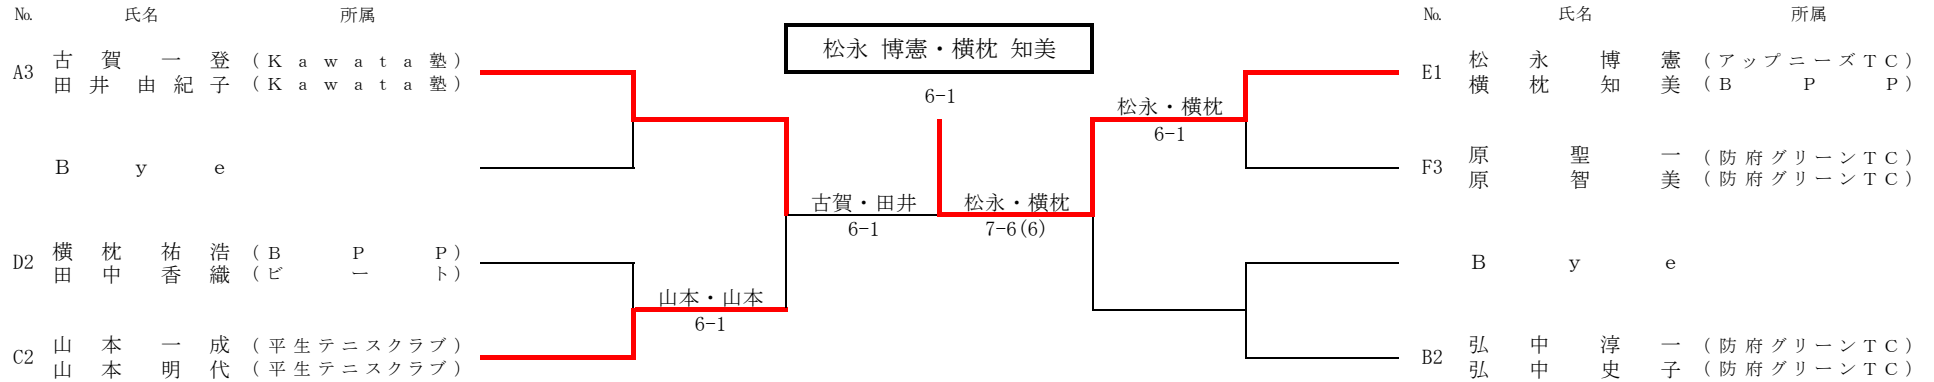 № 氏名 所属
A3 古賀一登 (Kawata塾)
田井由紀子 (Kawata塾)
Bye
D2 横枕祐浩 (BPP)
田中香織 (ビート)
C2 山本一成 (平生テニスクラブ)
山本明代 (平生テニスクラブ)
山本・山本
6-1
古賀・田井
6-1
松永 博憲・横枕 知美
6-1
松永・横枕
7-6(6)
松永・横枕
6-1
№ 氏名 所属
E1 松永博憲 (アップニーズTC)
横枕知美 (BPP)
F3 原聖一 (防府グリーンTC)
原智美 (防府グリーンTC)
Bye
B2 弘中淳一 (防府グリーンTC)
弘中史子 (防府グリーンTC)